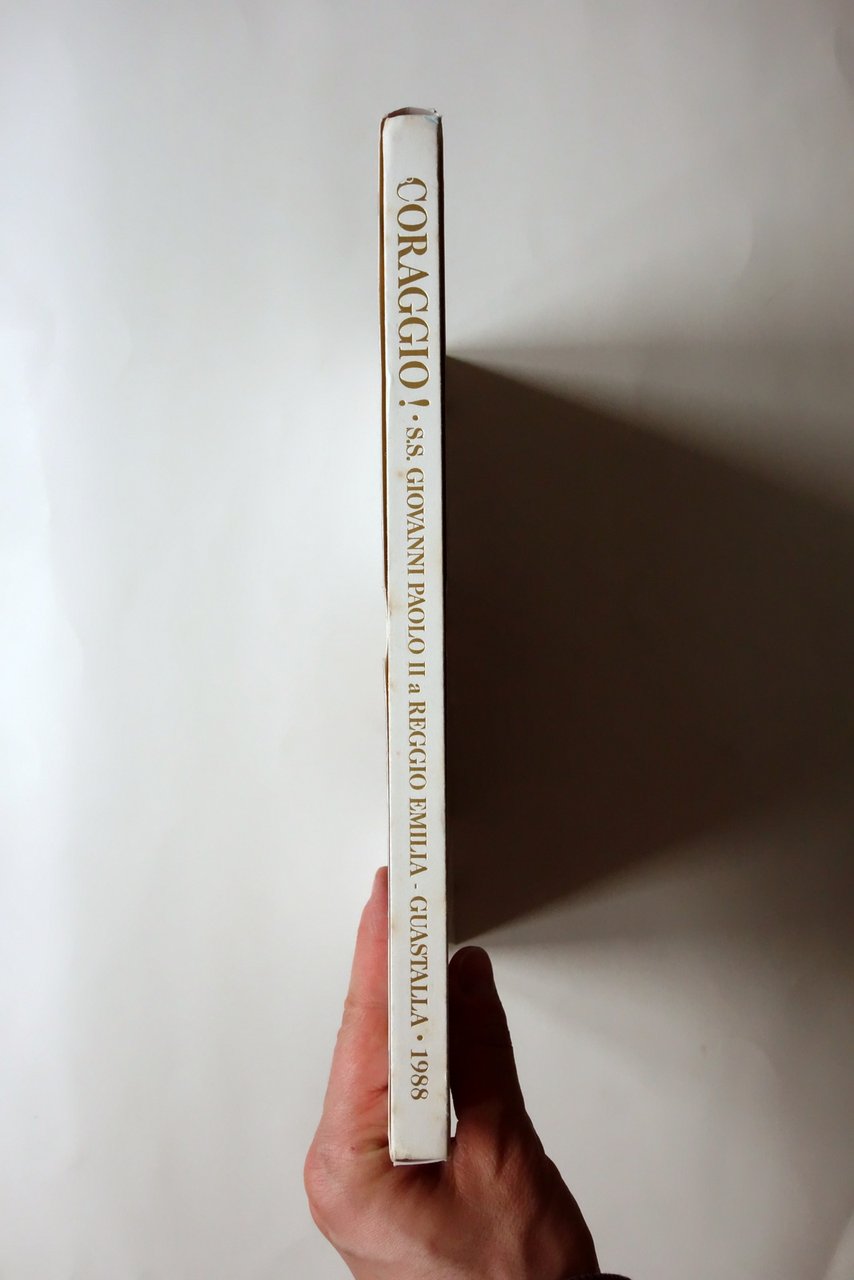 CORAGGIO! • S.S. GIOVANNI PAOLO II a REGGIO EMILIA - GUASTALLA • 1988